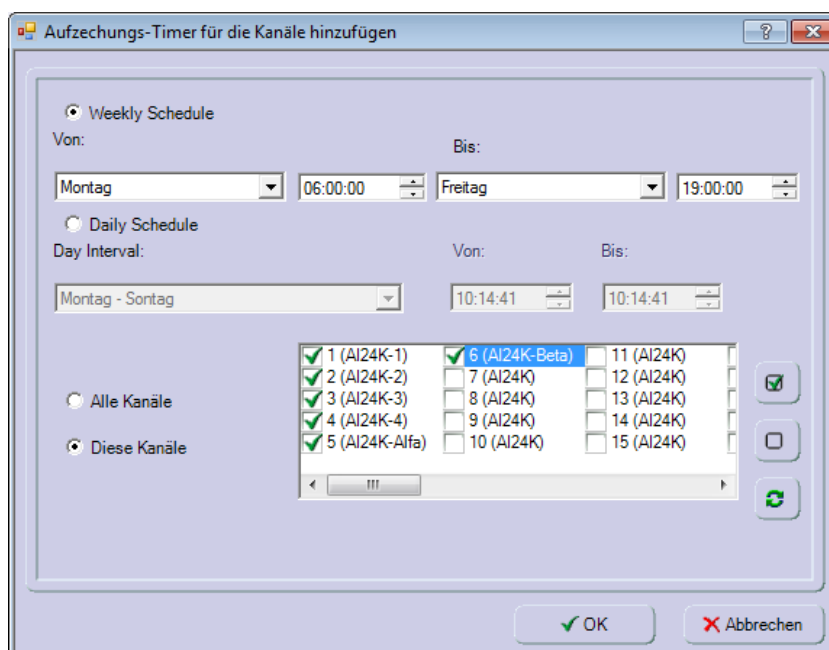 Aufzechungs-Timer für die Kanäle hinzufügen
Weekly Schedule
Von:
Bis:
Montag 06:00:00 Freitag 19:00:00
Daily Schedule
Day Interval: Von: Bis:
Montag - Sontag 10:14:41 10:14:41
1 (AI24K-1) 6 (AI24K-Beta) 11 (AI24K)
2 (AI24K-2) 7 (AI24K) 12 (AI24K)
Alle Kanäle 3 (AI24K-3) 8 (AI24K) 13 (AI24K)
4 (AI24K-4) 9 (AI24K) 14 (AI24K)
Diese Kanäle 5 (AI24K-Alfa) 10 (AI24K) 15 (AI24K)
OK Abbrechen